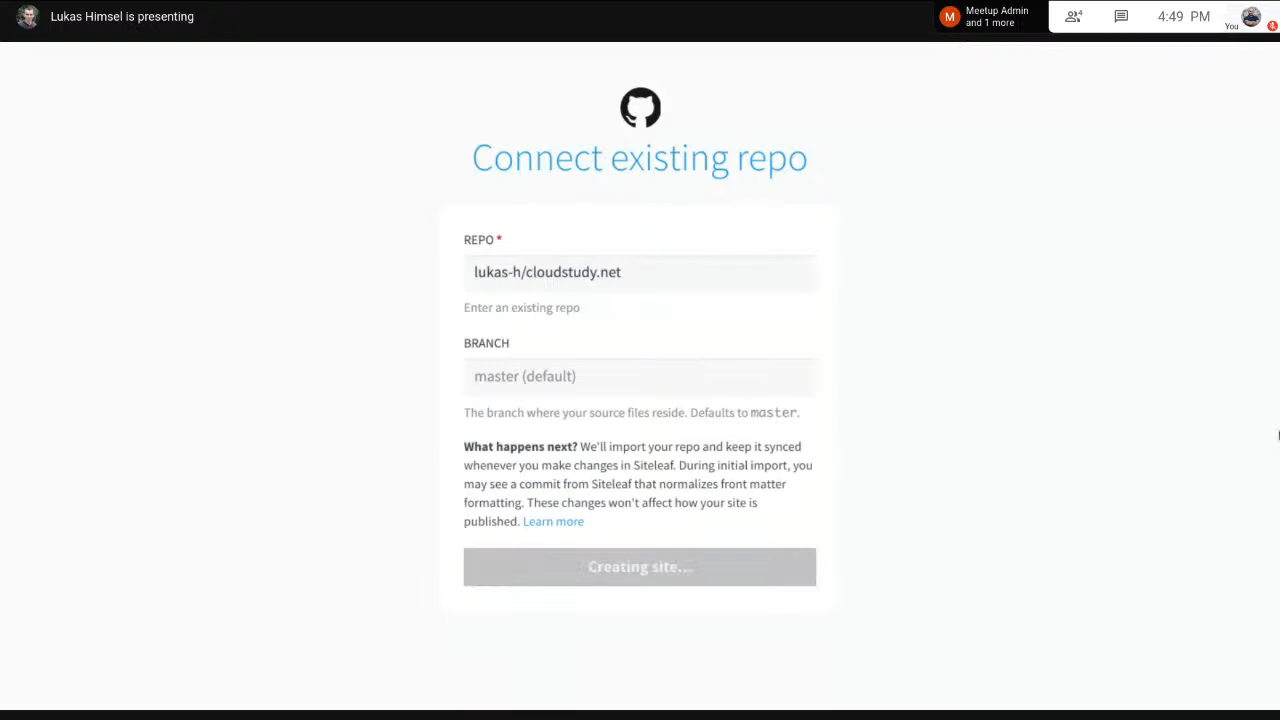 Lukas Himsel is presenting
M
Meetup Admin
and 1 more
4
4:49 PM
You
Connect existing repo
REPO *
lukas-h/cloudstudy.net
Enter an existing repo
BRANCH
master (default)
The branch where your source files reside. Defaults to master.
What happens next? We'll import your repo and keep it synced
whenever you make changes in Siteleaf. During initial import, you
may see a commit from Siteleaf that normalizes front matter
formatting. These changes won't affect how your site is
published. Learn more
Creating site...